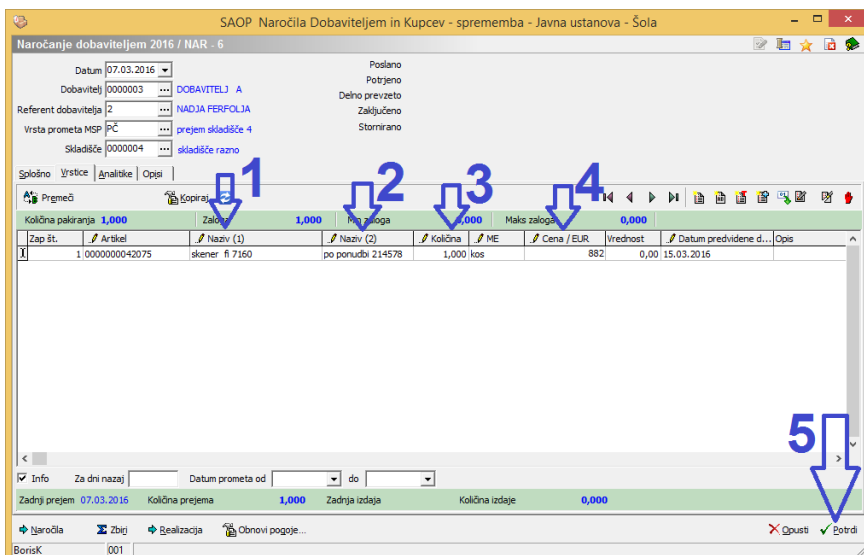 SAOP Naročila Dobaviteljem in Kupcev - sprememba - Javna ustanova - Šola
Naročanje dobaviteljem 2016 / NAR - 6
Datum 07.03.2016 Poslano
Potrjeno
Dobavitelj 0000003 ... DOBAVITELJ A
Delno prevzeto
Referent dobavitelja 2 ... NADJA FERFOLJA Zaključeno
Vrsta prometa MSP PČ ... prejem skladišče 4 Stornirano
Skladišče 0000004 ... skladišče razno
Splošno Vrstice Analitike Opisi
1 2 3 4
Premeči Kopiraj
Količina pakiranja 1,000 Zaloga 1,000 Min zaloga 0,000 Maks zaloga 0,000
Zap št. Artikel Naziv (1) Naziv (2) Količina ME Cena / EUR Vrednost Datum predvidene d... Opis
1 0000000042075 skener fi 7160 po ponudbi 214578 1,000 kos 882 0,00 15.03.2016
5
Info Za dni nazaj Datum prometa od do
Zadnji prejem 07.03.2016 Količina prejema 1,000 Zadnja izdaja Količina izdaje 0,000
Naročila Zbirj Realizacija Obnovi pogoje... Opusti Potrdi
BorisK 001